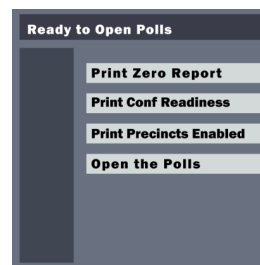 Ready to Open Polls
Print Zero Report
Print Conf Readiness
Print Precincts Enabled
Open the Polls